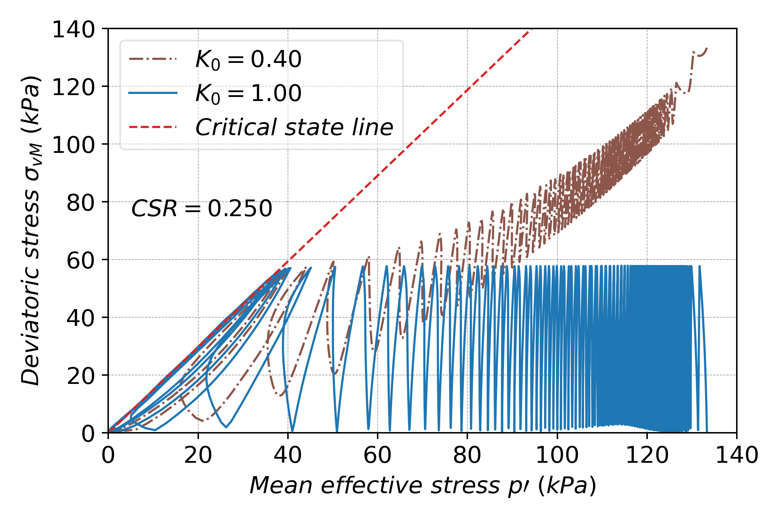 140
120
100
80
60
40
20
0
Deviatoric stress σvM (kPa)
K0 = 0.40
K0 = 1.00
Critical state line
CSR = 0.250
0 20 40 60 80 100 120 140
Mean effective stress p′ (kPa)